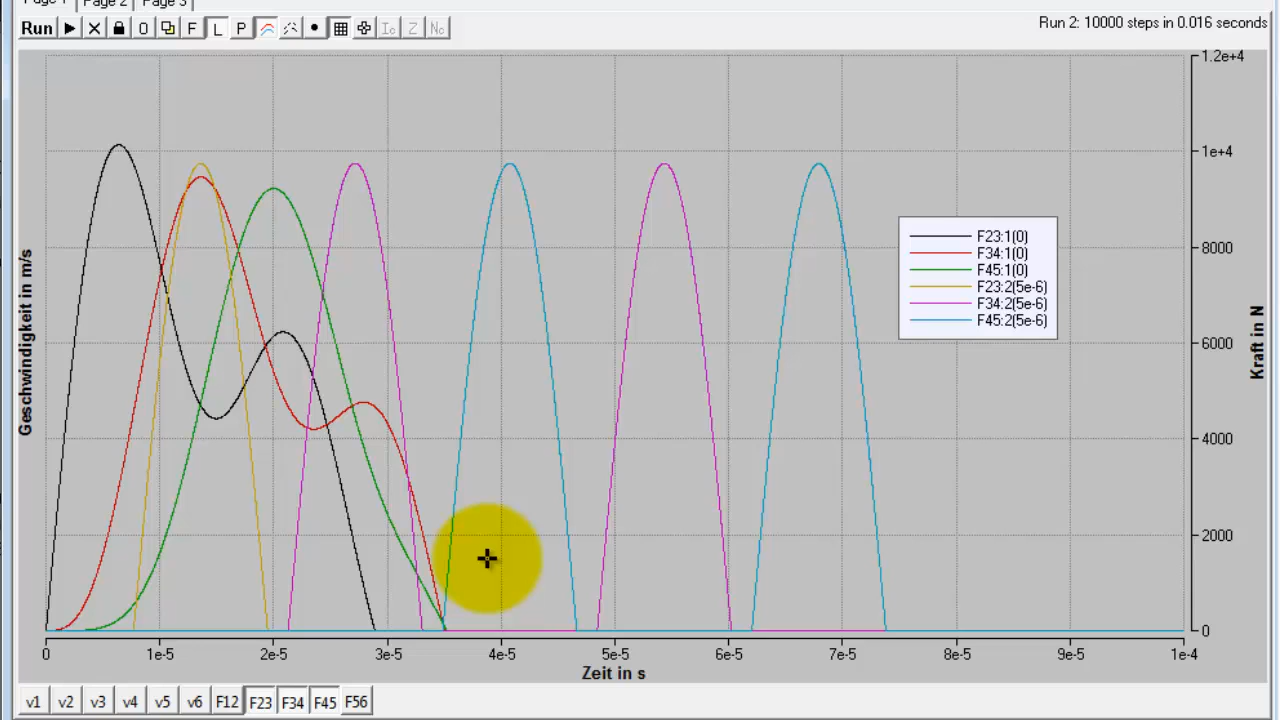 Page 1 Page 2 Page 3
Run 0 F L P Z Run 2: 10000 steps in 0.016 seconds
1.2e+4
1e+4
8000
6000
4000
2000
0
Geschwindigkeit in m/s
Kraft in N
F23:1(0)
F34:1(0)
F45:1(0)
F23:2(5e-6)
F34:2(5e-6)
F45:2(5e-6)
0 1e-5 2e-5 3e-5 4e-5 5e-5 6e-5 7e-5 8e-5 9e-5 1e-4
Zeit in s
v1 v2 v3 v4 v5 v6 F12 F23 F34 F45 F56